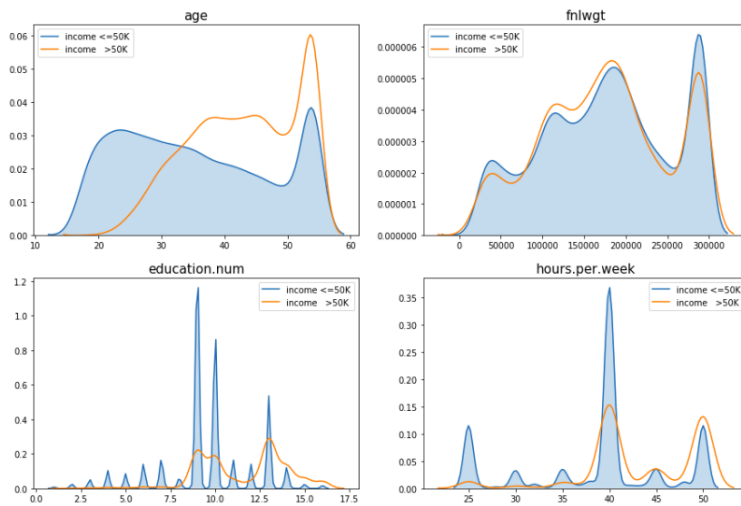 age
0.06
0.05
0.04
0.03
0.02
0.01
0.00
10 20 30 40 50 60
income <=50K
income >50K
fnlwgt
0.000006
0.000005
0.000004
0.000003
0.000002
0.000001
0.000000
0 50000 100000 150000 200000 250000 300000
income <=50K
income >50K
education.num
1.2
1.0
0.8
0.6
0.4
0.2
0.0
0.0 2.5 5.0 7.5 10.0 12.5 15.0 17.5
income <=50K
income >50K
hours.per.week
0.35
0.30
0.25
0.20
0.15
0.10
0.05
0.00
25 30 35 40 45 50
income <=50K
income >50K